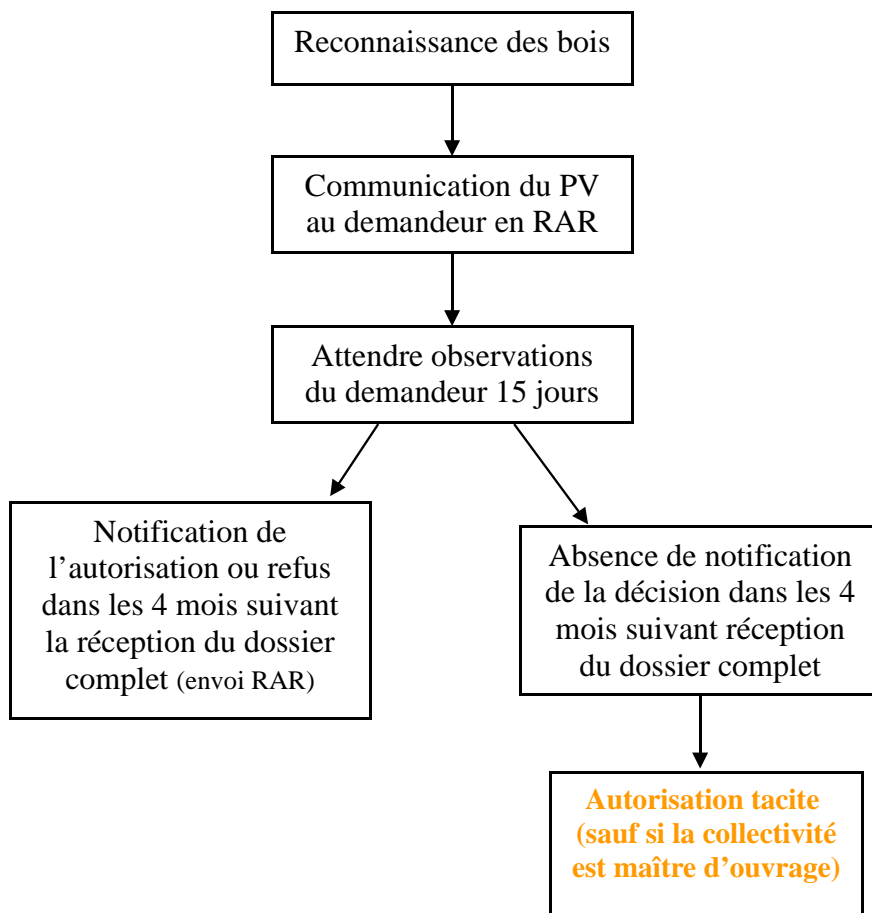 Reconnaissance des bois
Communication du PV
au demandeur en RAR
Attendre observations
du demandeur 15 jours
Notification de
l’autorisation ou refus
dans les 4 mois suivant
la réception du dossier
complet (envoi RAR)
Absence de notification
de la décision dans les 4
mois suivant réception
du dossier complet
Autorisation tacite
(sauf si la collectivité
est maître d’ouvrage)